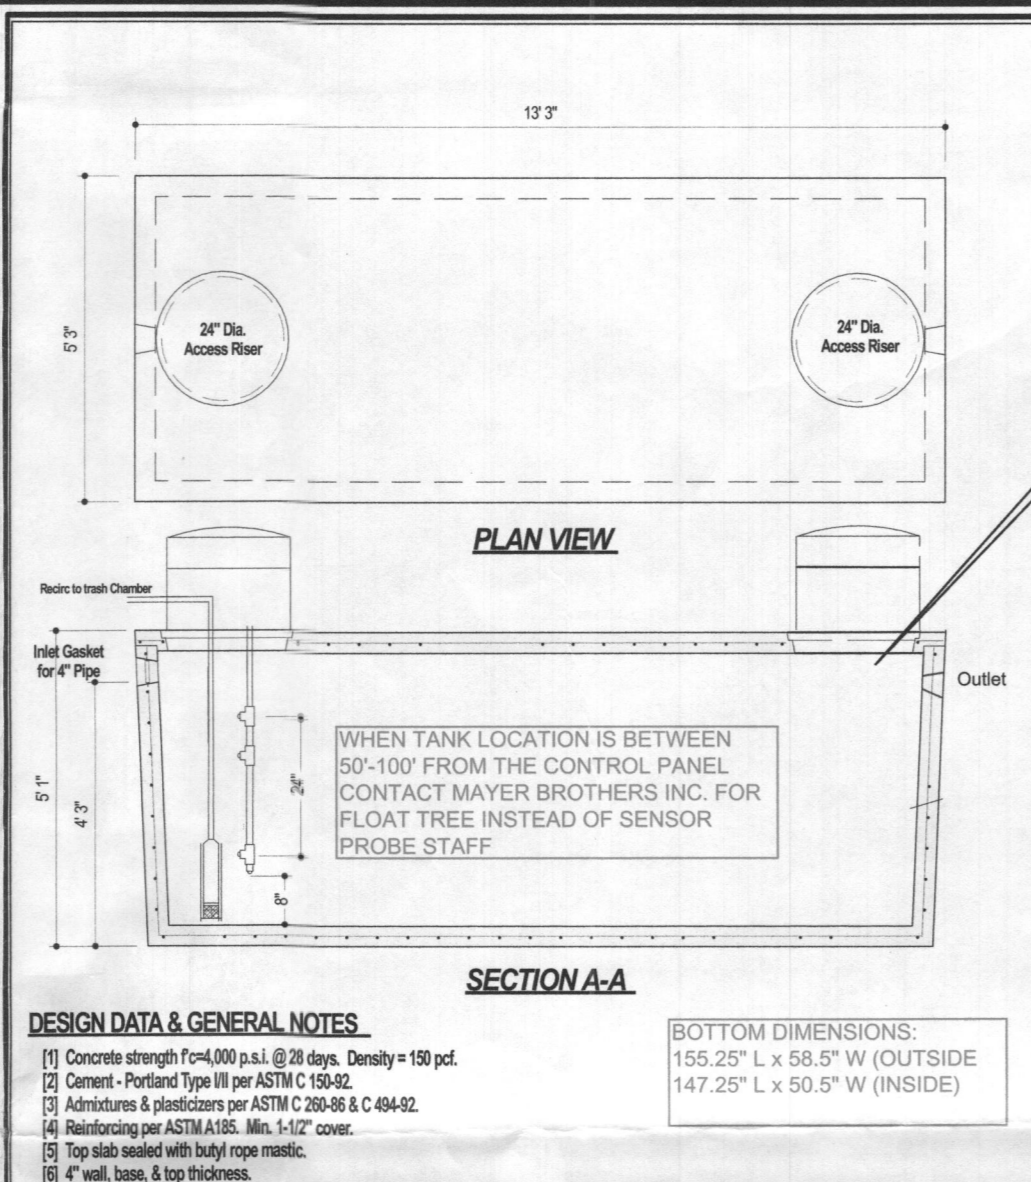 13' 3"
5' 3"
24" Dia.
Access Riser
24" Dia.
Access Riser
PLAN VIEW
Recirc to trash Chamber
Inlet Gasket
for 4" Pipe
Outlet
5' 1"
4' 3"
24"
8"
WHEN TANK LOCATION IS BETWEEN
50'-100' FROM THE CONTROL PANEL
CONTACT MAYER BROTHERS INC. FOR
FLOAT TREE INSTEAD OF SENSOR
PROBE STAFF
SECTION A-A
DESIGN DATA & GENERAL NOTES
[1] Concrete strength f'c=4,000 p.s.i. @ 28 days. Density = 150 pcf.
[2] Cement - Portland Type I/II per ASTM C 150-92.
[3] Admixtures & plasticizers per ASTM C 260-86 & C 494-92.
[4] Reinforcing per ASTM A185. Min. 1-1/2" cover.
[5] Top slab sealed with butyl rope mastic.
[6] 4" wall, base, & top thickness.
BOTTOM DIMENSIONS:
155.25" L x 58.5" W (OUTSIDE
147.25" L x 50.5" W (INSIDE)